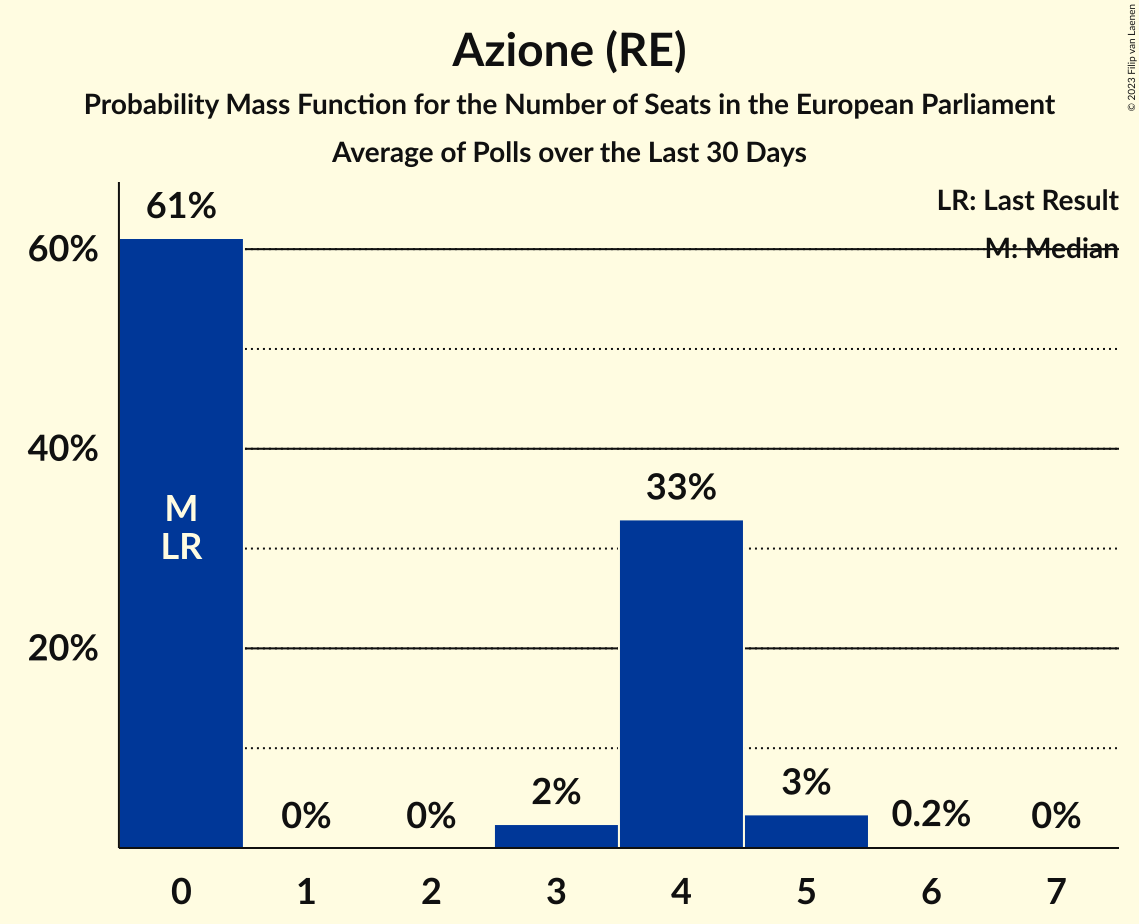 Azione (RE)
Probability Mass Function for the Number of Seats in the European Parliament
Average of Polls over the Last 30 Days
© 2023 Filip van Laenen
LR: Last Result
M: Median
61%
60%
40%
20%
M
LR
0%
0%
2%
33%
3%
0.2%
0%
0 1 2 3 4 5 6 7